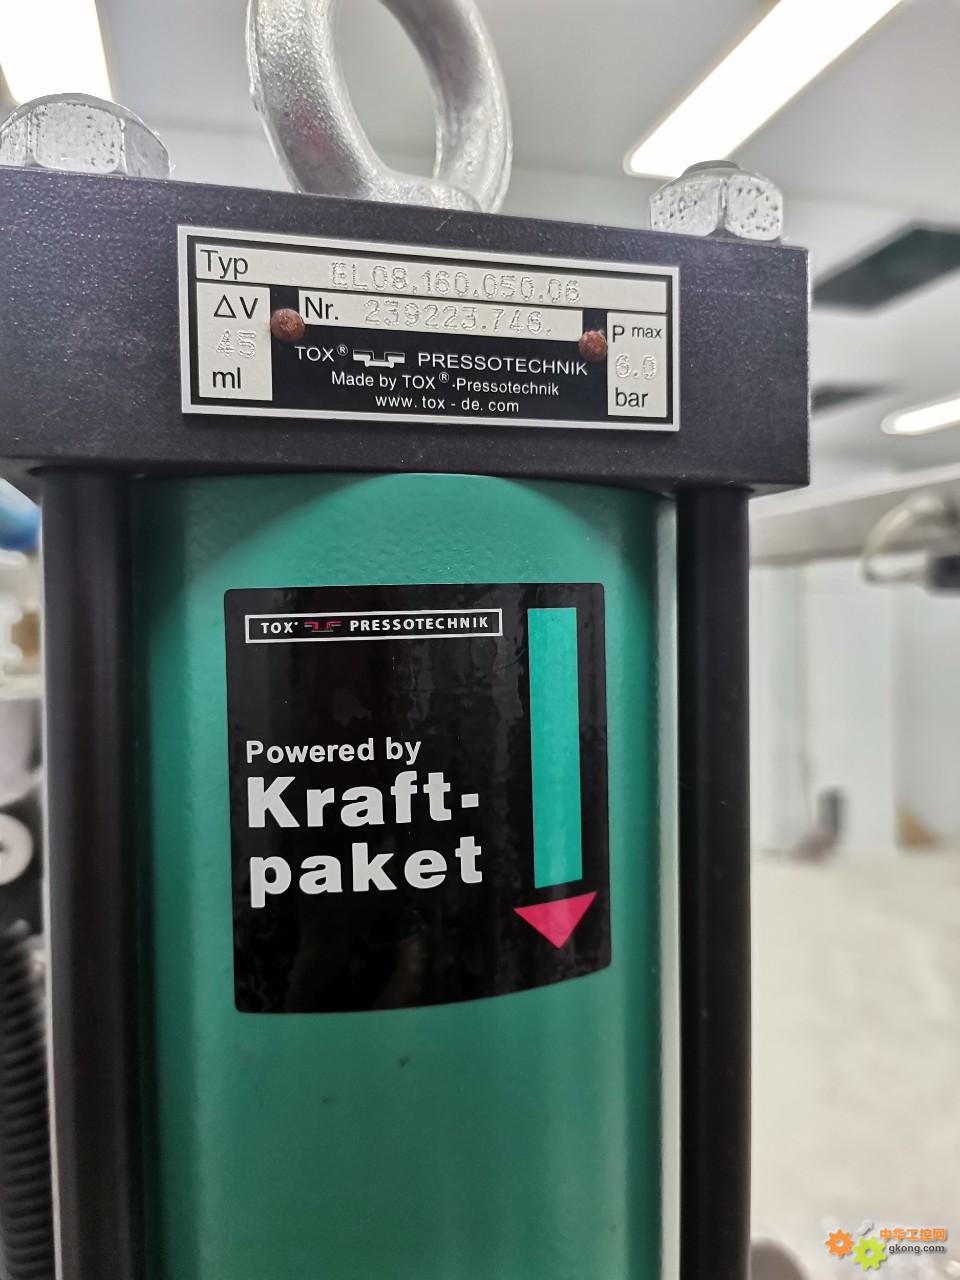 Typ EL08.160.050.06
ΔV Nr. 239223.746.
45 ml
P max 6.0 bar
TOX® PRESSOTECHNIK
Made by TOX®-Pressotechnik
www.tox-de.com
TOX® PRESSOTECHNIK
Powered by
Kraft-
paket
中华工控网
gkong.com